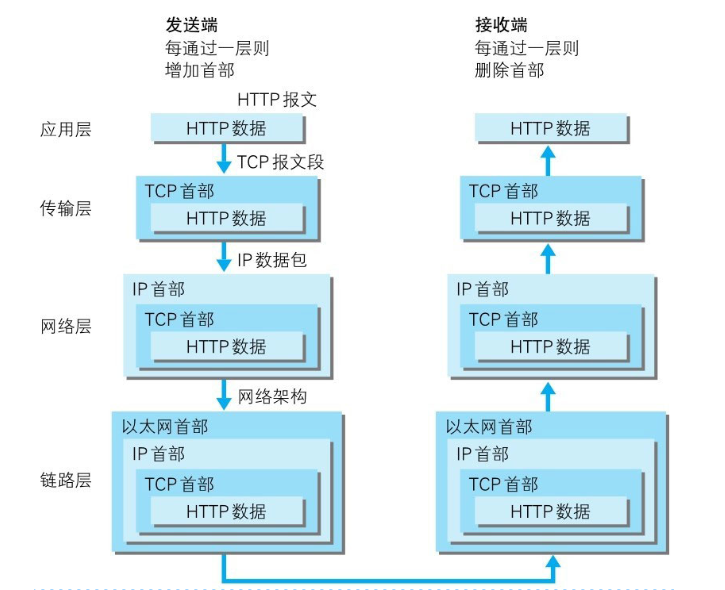 发送端
每通过一层则
增加首部
接收端
每通过一层则
删除首部
HTTP 报文
应用层
HTTP 数据
HTTP 数据
TCP 报文段
传输层
TCP 首部
HTTP 数据
TCP 首部
HTTP 数据
IP 数据包
网络层
IP 首部
TCP 首部
HTTP 数据
IP 首部
TCP 首部
HTTP 数据
网络架构
链路层
以太网首部
IP 首部
TCP 首部
HTTP 数据
以太网首部
IP 首部
TCP 首部
HTTP 数据